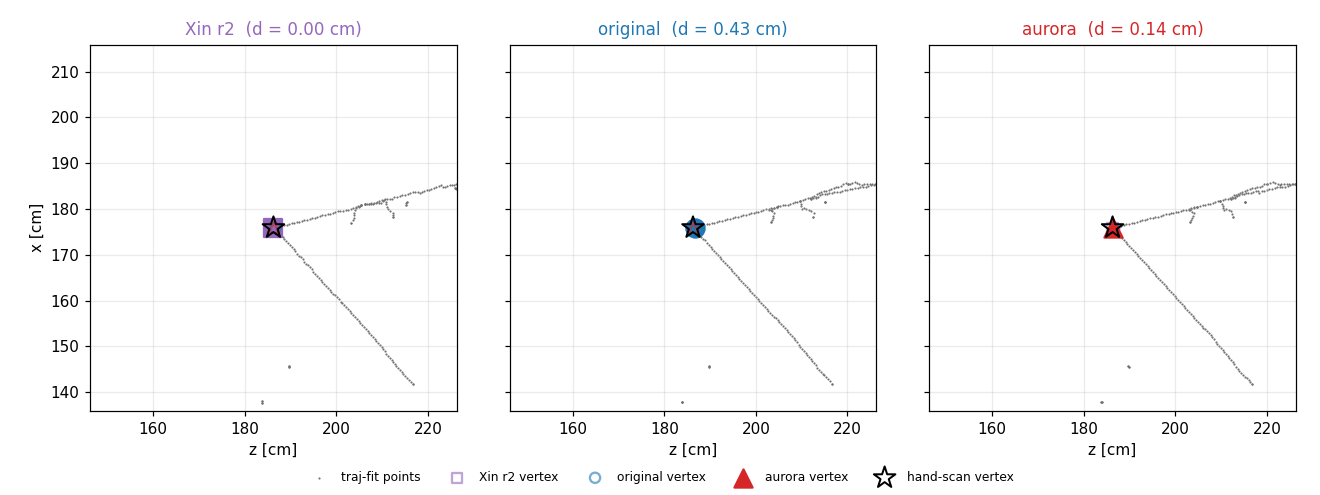 Xin r2  (d = 0.00 cm)
original  (d = 0.43 cm)
aurora  (d = 0.14 cm)
x [cm]
210
200
190
180
170
160
150
140
160 180 200 220
160 180 200 220
160 180 200 220
z [cm]
z [cm]
z [cm]
traj-fit points
Xin r2 vertex
original vertex
aurora vertex
hand-scan vertex